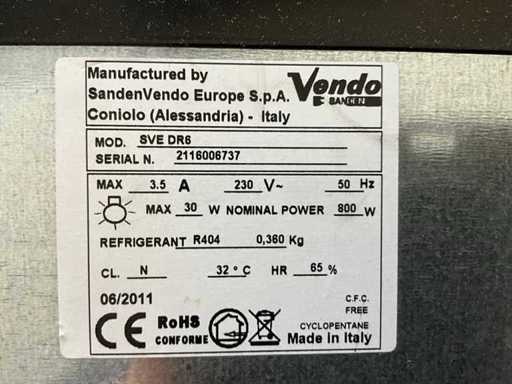 Manufactured by
SandenVendo Europe S.p.A.
Coniolo (Alessandria) - Italy
Vendo
SANDEN
MOD. SVE DR6
SERIAL N. 2116006737
MAX 3.5 A 230 V~ 50 Hz
MAX 30 W NOMINAL POWER 800 W
REFRIGERANT R404 0,360 Kg
CL. N 32 ° C HR 65 %
06/2011
C.F.C.
FREE
CE RoHS
CONFORME
CYCLOPENTANE
Made in Italy